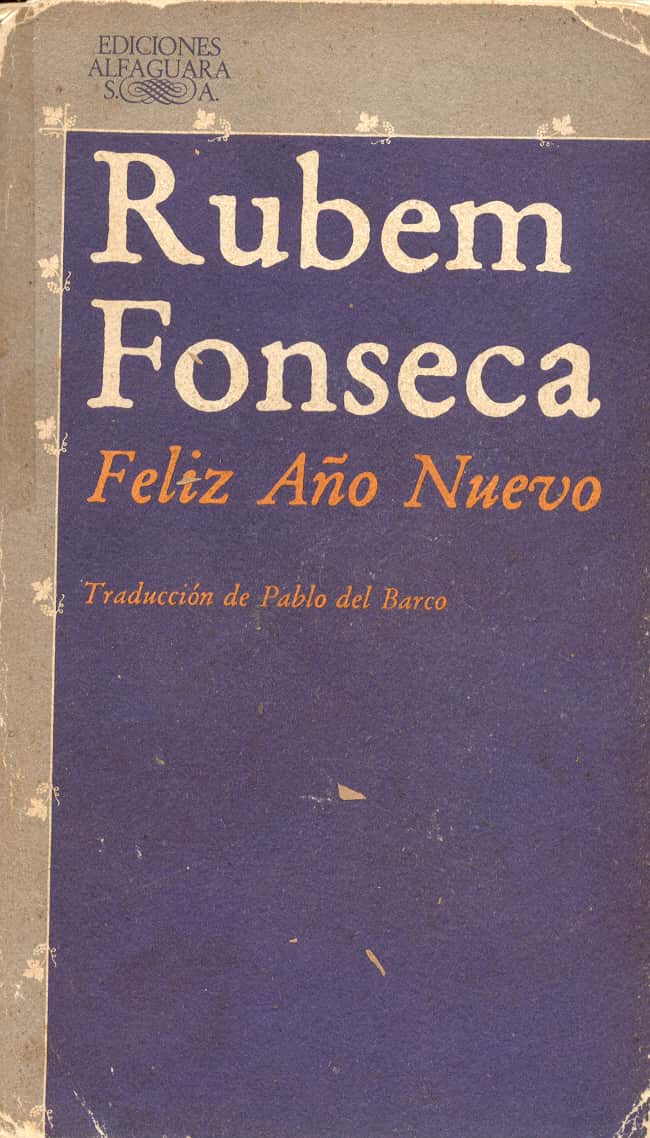 EDICIONES
ALFAGUARA
S. A.
Rubem
Fonseca
Feliz Año Nuevo
Traducción de Pablo del Barco